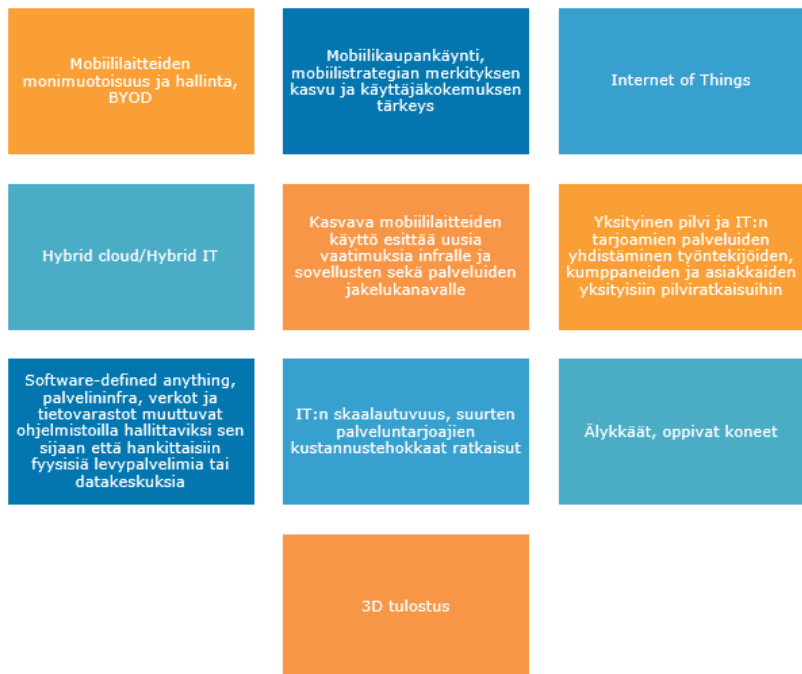 Mobiililaitteiden
monimuotoisuus ja hallinta,
BYOD
Mobiilikaupankäynti,
mobiilistrategian merkityksen
kasvu ja käyttäjäkokemuksen
tärkeys
Internet of Things
Hybrid cloud/Hybrid IT
Kasvava mobiililaitteiden
käyttö esittää uusia
vaatimuksia infralle ja
sovellusten sekä palveluiden
jakelukanavalle
Yksityinen pilvi ja IT:n
tarjoamien palveluiden
yhdistäminen työntekijöiden,
kumppaneiden ja asiakkaiden
yksityisiin pilviratkaisuihin
Software-defined anything,
palvelininfra, verkot ja
tietovarastot muuttuvat
ohjelmistoilla hallittaviksi sen
sijaan että hankittaisiin
fyysisiä levypalvelimia tai
datakeskuksia
IT:n skaalautuvuus, suurten
palveluntarjoajien
kustannustehokkaat ratkaisut
Älykkäät, oppivat koneet
3D tulostus